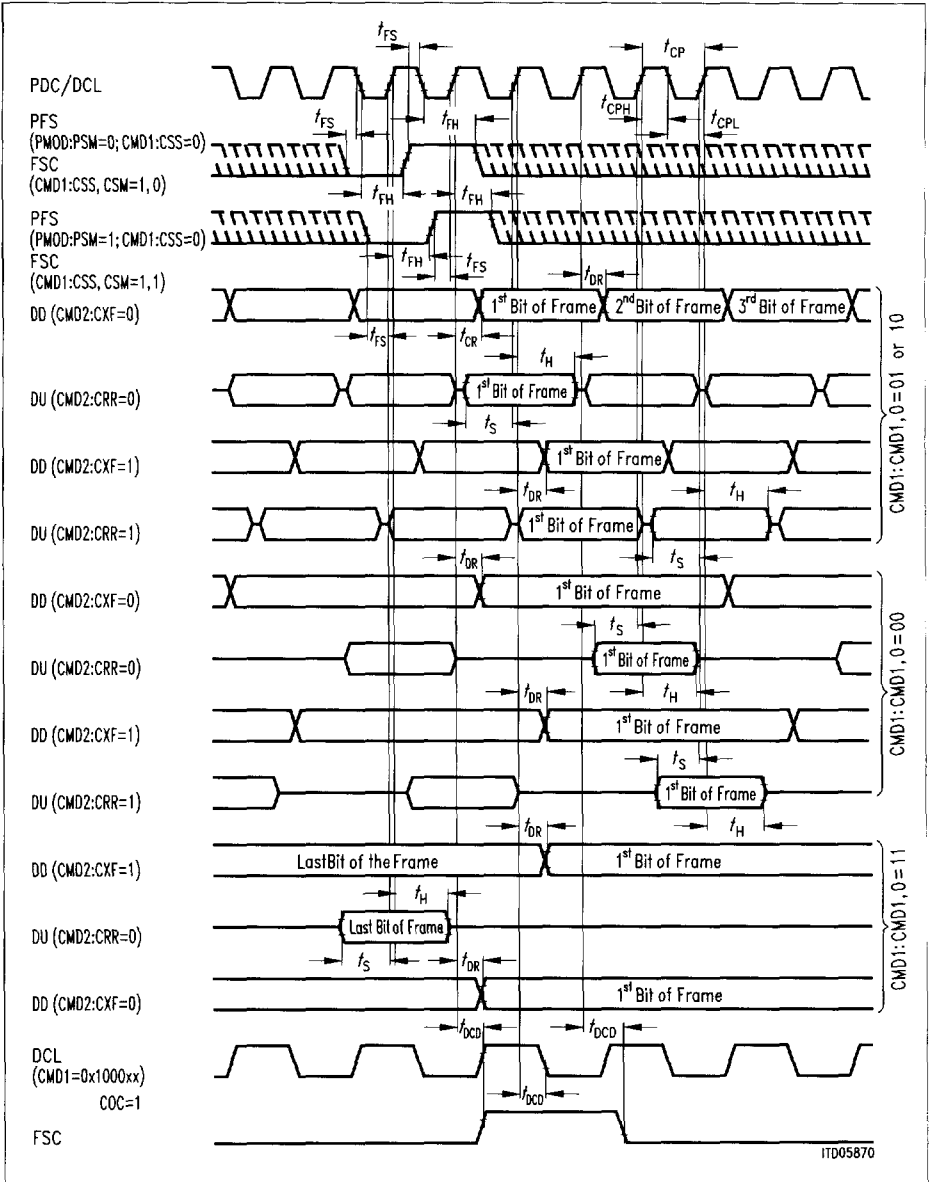 tFS
tCP
PDC/DCL
tFS
tFH
tCPH
tCPL
PFS
(PMOD:PSM=0; CMD1:CSS=0)
FSC
(CMD1:CSS, CSM=1,0)
tFH
tFH
PFS
(PMOD:PSM=1; CMD1:CSS=0)
FSC
(CMD1:CSS, CSM=1,1)
tFH
tFS
tDR
DD (CMD2:CXF=0)
1st Bit of Frame
2nd Bit of Frame
3rd Bit of Frame
tFS
tCR
tH
DU (CMD2:CRR=0)
1st Bit of Frame
tS
DD (CMD2:CXF=1)
1st Bit of Frame
tDR
tH
DU (CMD2:CRR=1)
1st Bit of Frame
tS
CMD1:CMD1,0=01 or 10
tDR
DD (CMD2:CXF=0)
1st Bit of Frame
tS
DU (CMD2:CRR=0)
1st Bit of Frame
tDR
tH
DD (CMD2:CXF=1)
1st Bit of Frame
tS
DU (CMD2:CRR=1)
1st Bit of Frame
tDR
tH
CMD1:CMD1,0=00
DD (CMD2:CXF=1)
LastBit of the Frame
1st Bit of Frame
tH
DU (CMD2:CRR=0)
Last Bit of Frame
tS
tDR
DD (CMD2:CXF=0)
1st Bit of Frame
CMD1:CMD1,0=11
tDCD
tDCD
DCL
(CMD1=0x1000xx)
COC=1
tDCD
FSC
ITD05870